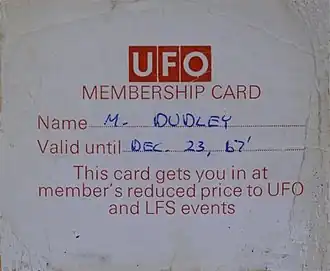 UFO
MEMBERSHIP CARD
Name M. DUDLEY
Valid until DEC. 23, 67'
This card gets you in at
member's reduced price to UFO
and LFS events